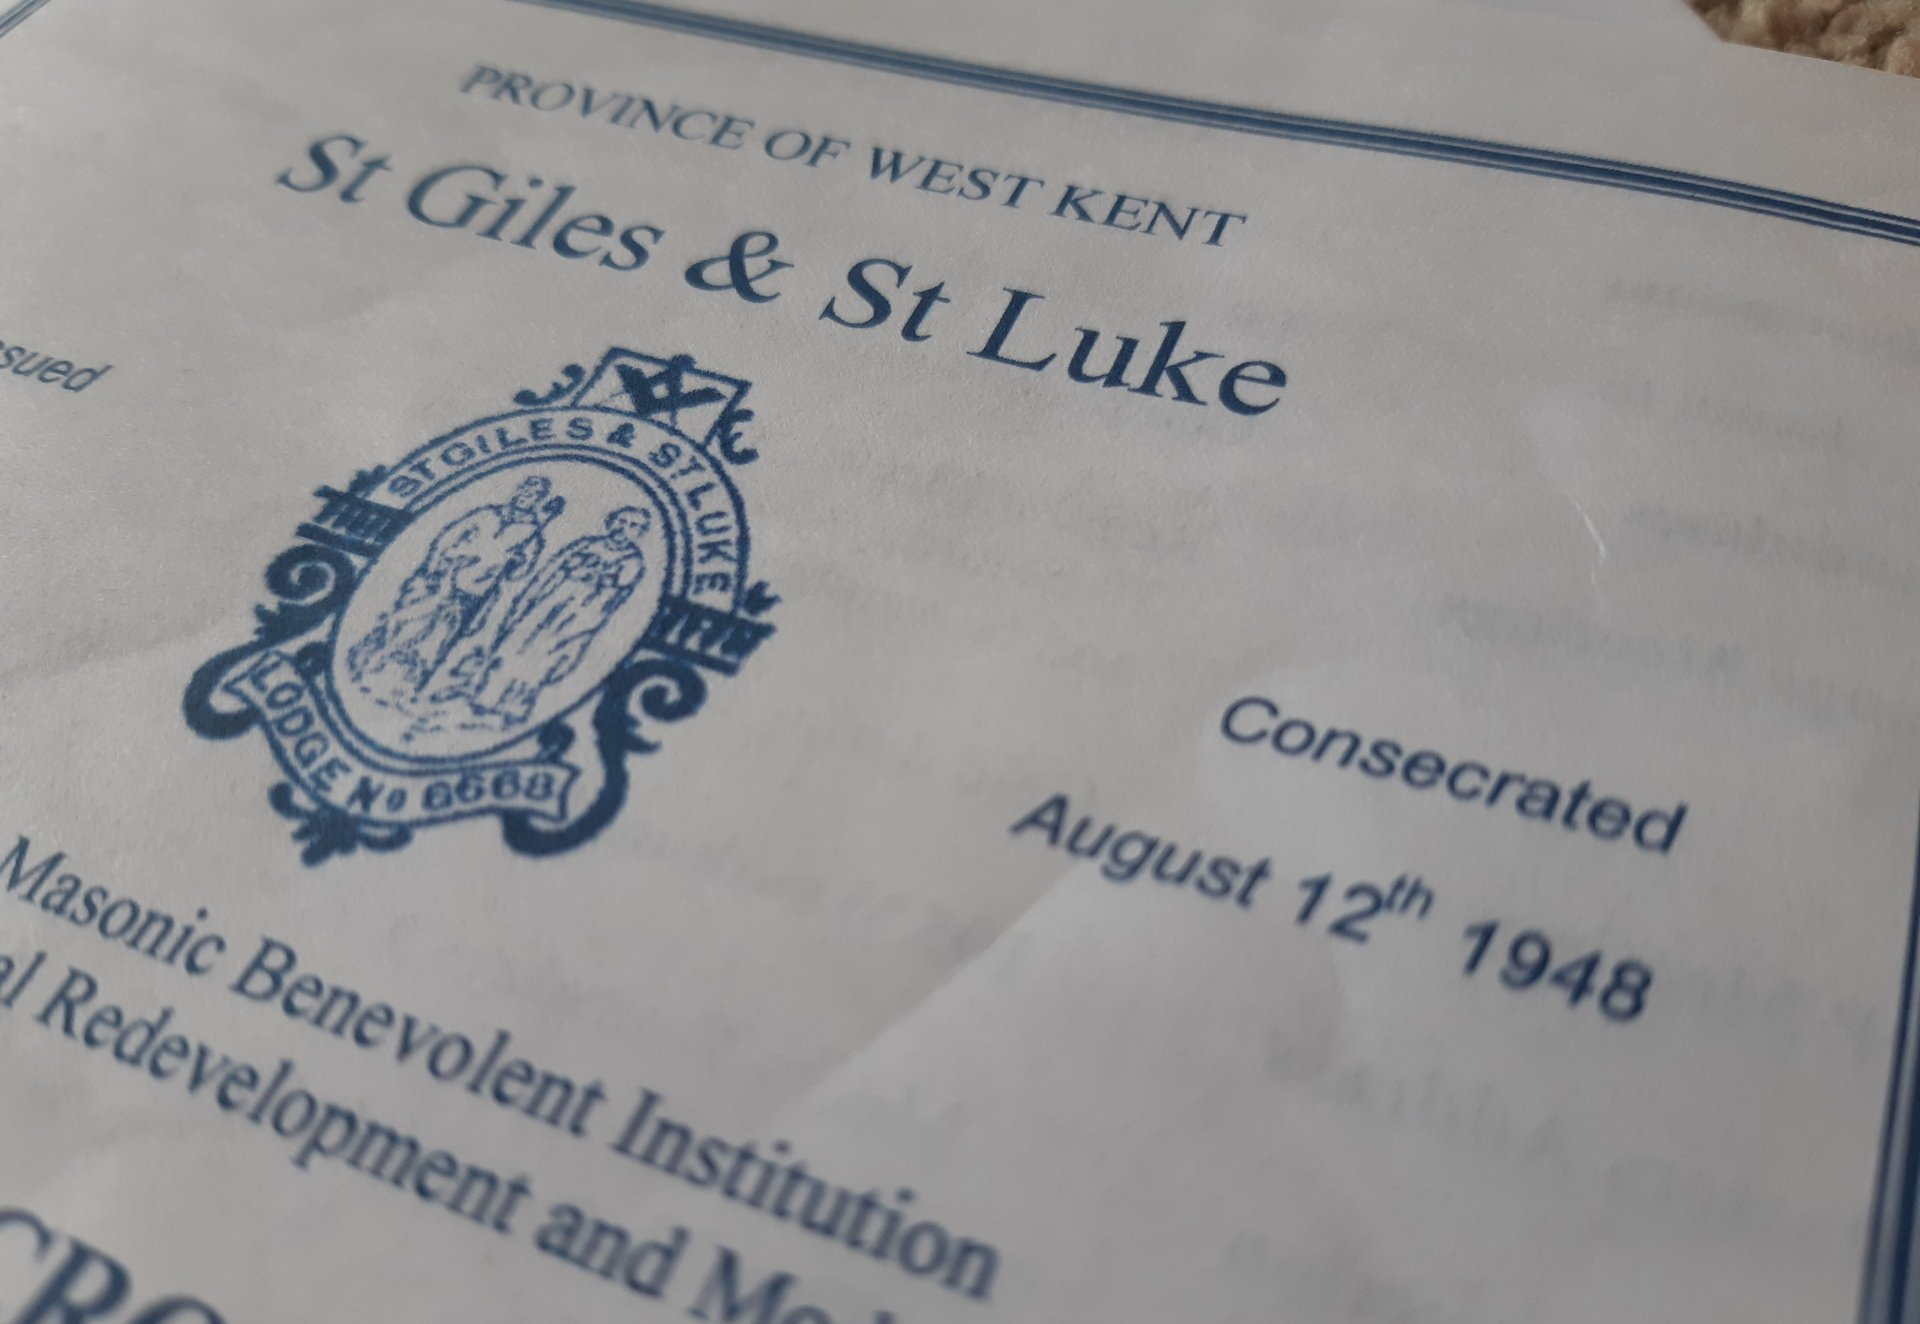 PROVINCE OF WEST KENT
St Giles & St Luke
ST GILES & ST LUKE
LODGE No 6668
Consecrated
August 12th 1948
Masonic Benevolent Institution
Redevelopment and